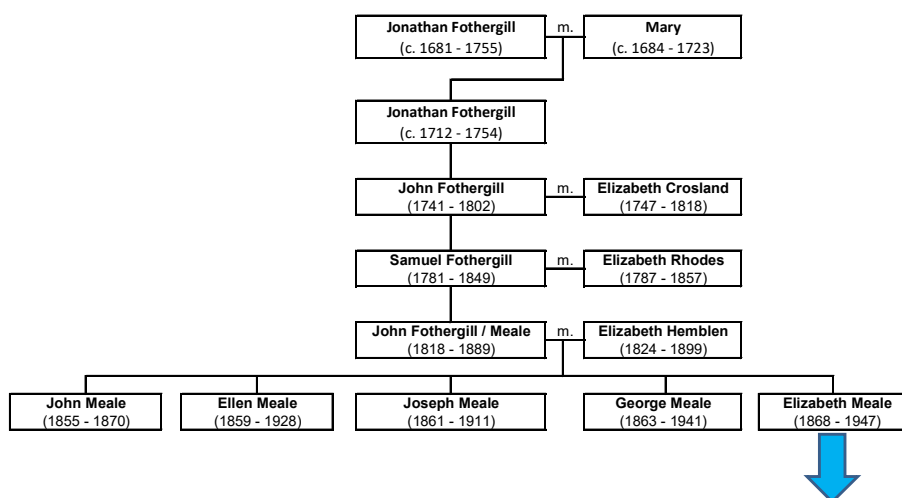 Jonathan Fothergill m. Mary
(c. 1681 - 1755) (c. 1684 - 1723)
Jonathan Fothergill
(c. 1712 - 1754)
John Fothergill m. Elizabeth Crosland
(1741 - 1802) (1747 - 1818)
Samuel Fothergill m. Elizabeth Rhodes
(1781 - 1849) (1787 - 1857)
John Fothergill / Meale m. Elizabeth Hemblen
(1818 - 1889) (1824 - 1899)
John Meale Ellen Meale Joseph Meale George Meale Elizabeth Meale
(1855 - 1870) (1859 - 1928) (1861 - 1911) (1863 - 1941) (1868 - 1947)